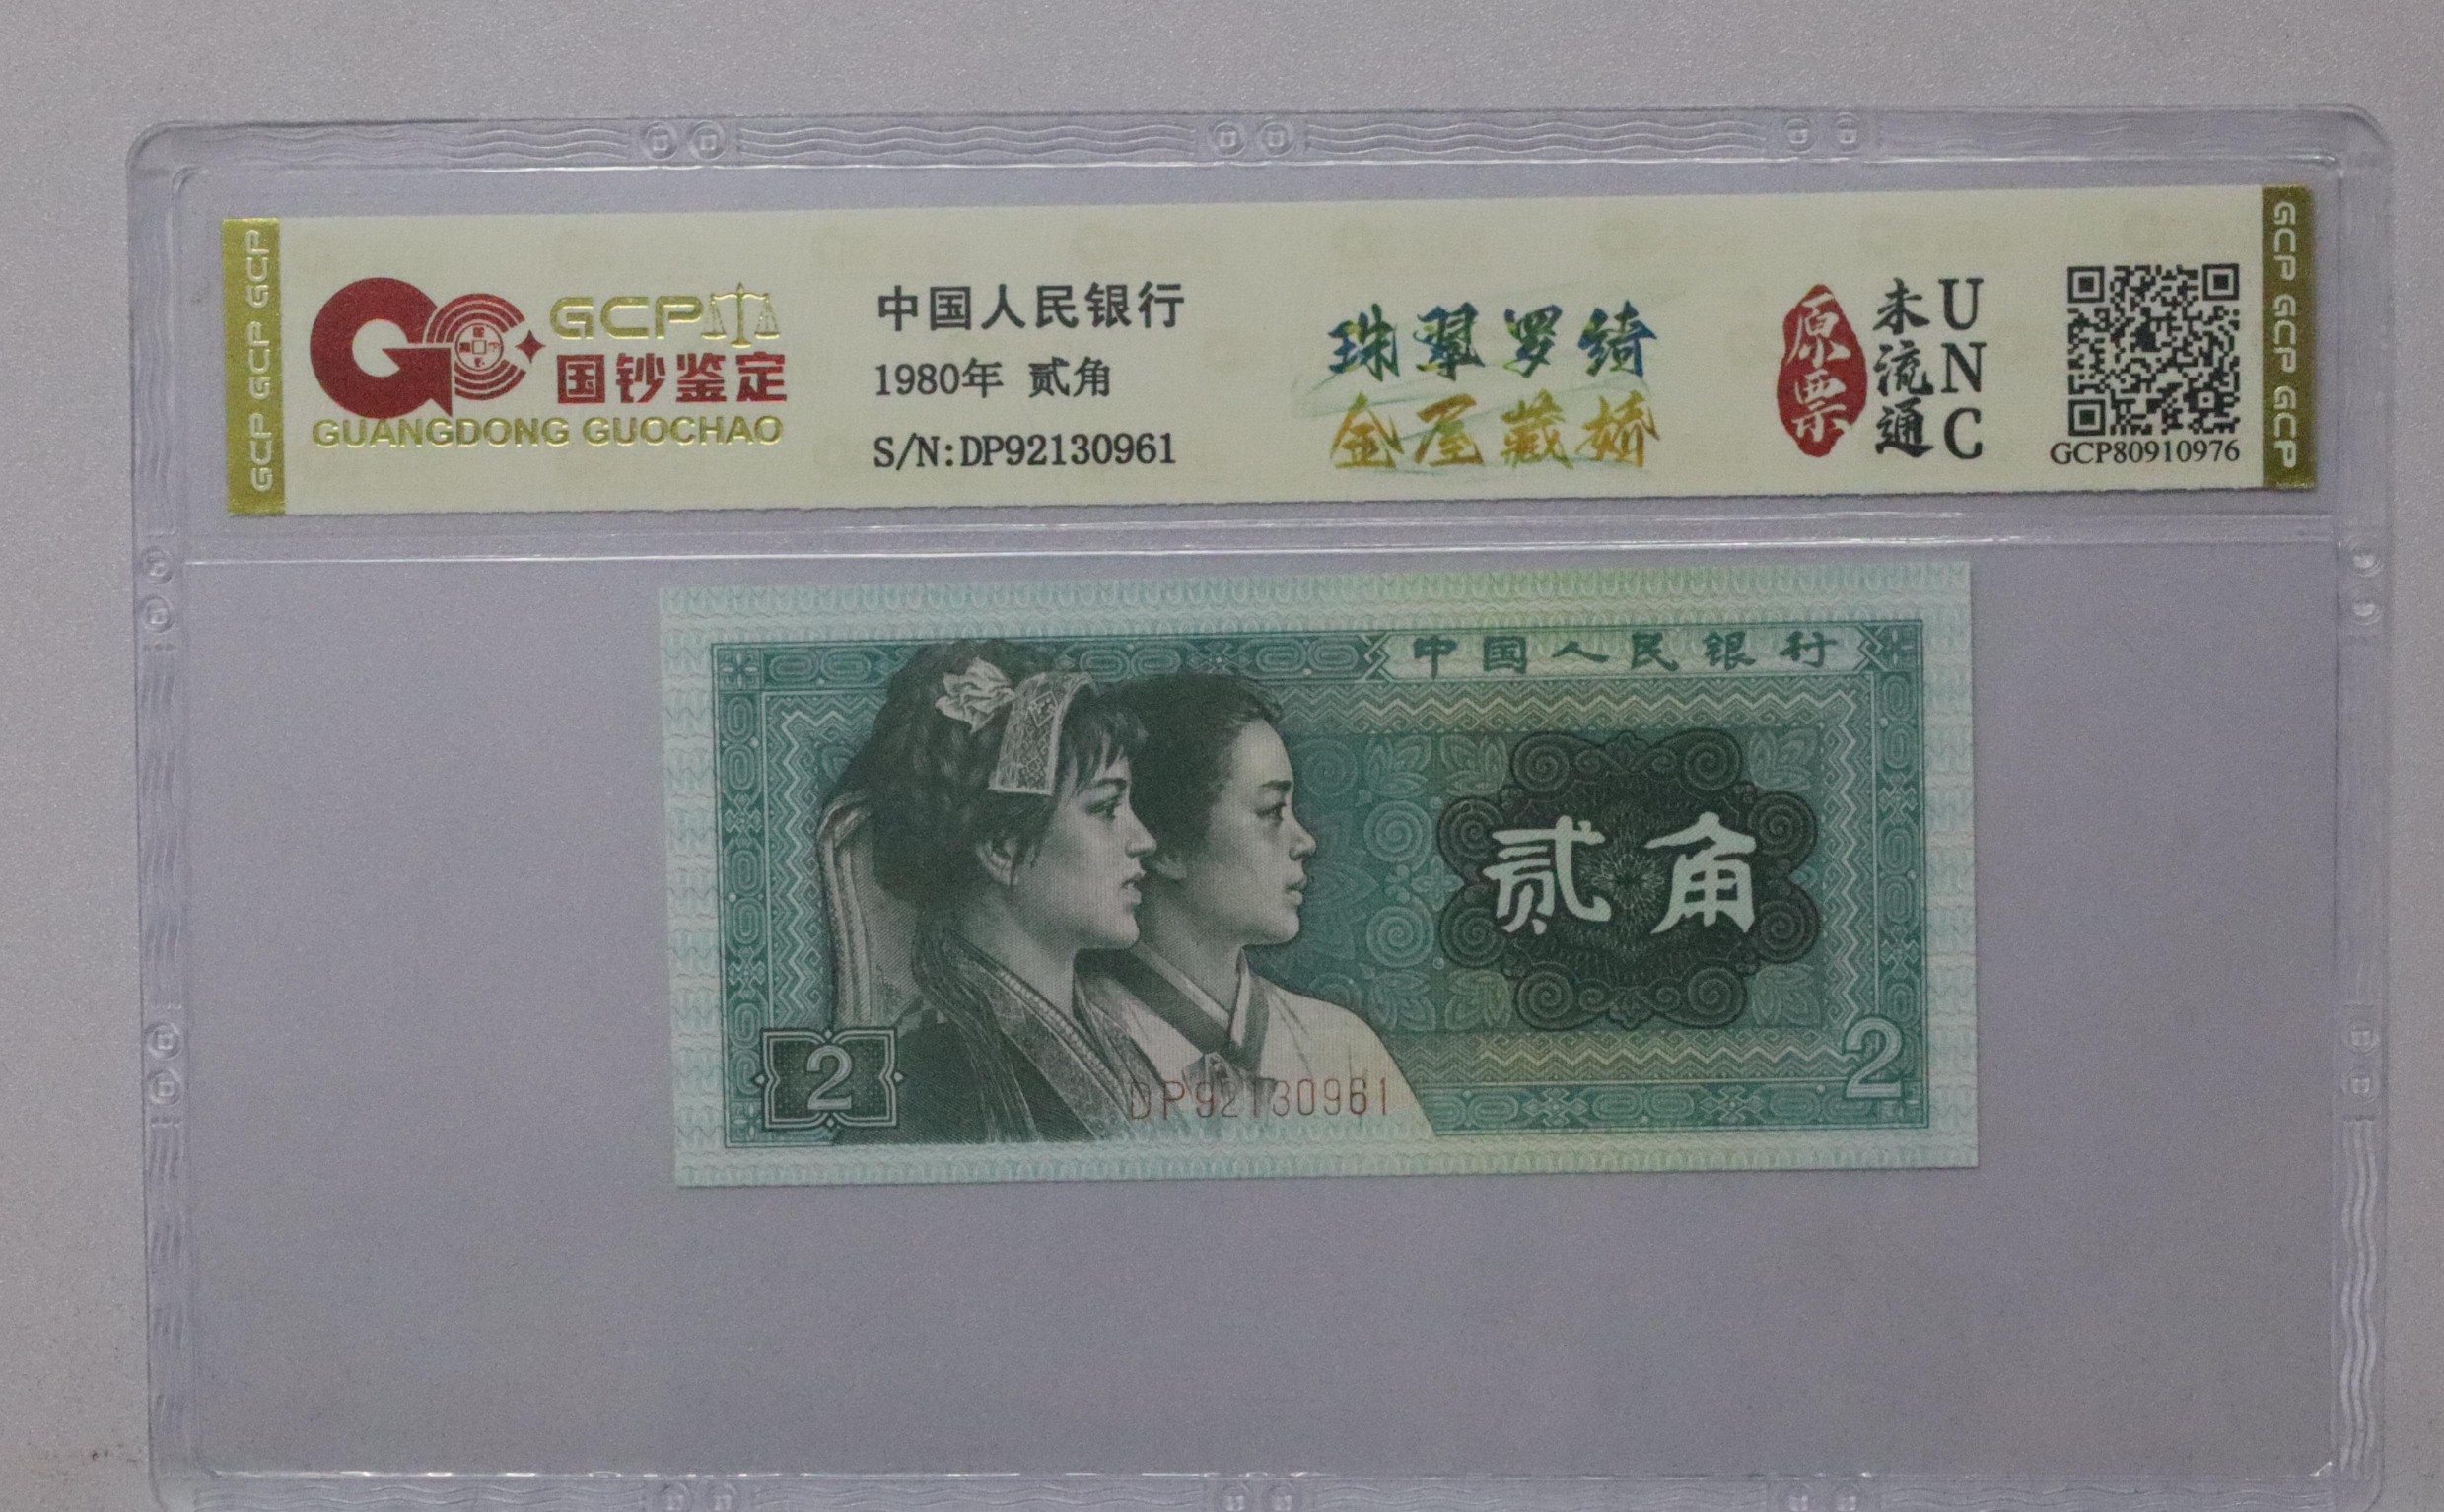 GCP GCP GCP
GCP
国钞鉴定
GUANGDONG GUOCHAO
中国人民银行
1980年 贰角
S/N:DP92130961
珠翠罗绮
金屋藏娇
原票
未流通
UNC
GCP80910976
GCP GCP GCP
中国人民银行
贰角
2
DP92130961
2